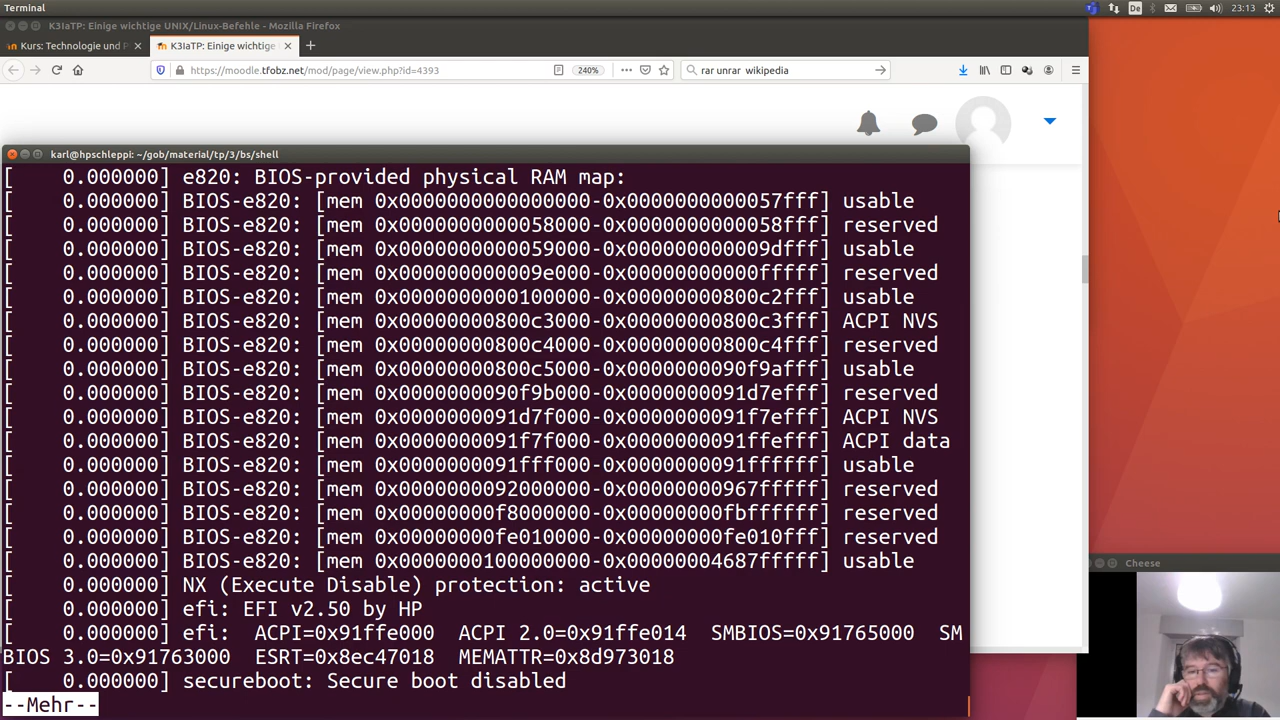 Terminal
De
23:13
K3IaTP: Einige wichtige UNIX/Linux-Befehle - Mozilla Firefox
Kurs: Technologie und P
K3IaTP: Einige wichtige
https://moodle.tfobz.net/mod/page/view.php?id=4393
240%
rar unrar wikipedia
karl@hpschleppi: ~/gob/material/tp/3/bs/shell
[    0.000000] e820: BIOS-provided physical RAM map:
[    0.000000] BIOS-e820: [mem 0x0000000000000000-0x0000000000057fff] usable
[    0.000000] BIOS-e820: [mem 0x0000000000058000-0x0000000000058fff] reserved
[    0.000000] BIOS-e820: [mem 0x0000000000059000-0x000000000009dfff] usable
[    0.000000] BIOS-e820: [mem 0x000000000009e000-0x00000000000fffff] reserved
[    0.000000] BIOS-e820: [mem 0x0000000000100000-0x00000000800c2fff] usable
[    0.000000] BIOS-e820: [mem 0x00000000800c3000-0x00000000800c3fff] ACPI NVS
[    0.000000] BIOS-e820: [mem 0x00000000800c4000-0x00000000800c4fff] reserved
[    0.000000] BIOS-e820: [mem 0x00000000800c5000-0x0000000090f9afff] usable
[    0.000000] BIOS-e820: [mem 0x0000000090f9b000-0x0000000091d7efff] reserved
[    0.000000] BIOS-e820: [mem 0x0000000091d7f000-0x0000000091f7efff] ACPI NVS
[    0.000000] BIOS-e820: [mem 0x0000000091f7f000-0x0000000091ffefff] ACPI data
[    0.000000] BIOS-e820: [mem 0x0000000091fff000-0x0000000091ffffff] usable
[    0.000000] BIOS-e820: [mem 0x0000000092000000-0x00000000967fffff] reserved
[    0.000000] BIOS-e820: [mem 0x00000000f8000000-0x00000000fbffffff] reserved
[    0.000000] BIOS-e820: [mem 0x00000000fe010000-0x00000000fe010fff] reserved
[    0.000000] BIOS-e820: [mem 0x0000000100000000-0x00000004687fffff] usable
[    0.000000] NX (Execute Disable) protection: active
[    0.000000] efi: EFI v2.50 by HP
[    0.000000] efi:  ACPI=0x91ffe000  ACPI 2.0=0x91ffe014  SMBIOS=0x91765000  SM
BIOS 3.0=0x91763000  ESRT=0x8ec47018  MEMATTR=0x8d973018
[    0.000000] secureboot: Secure boot disabled
--Mehr--
Cheese